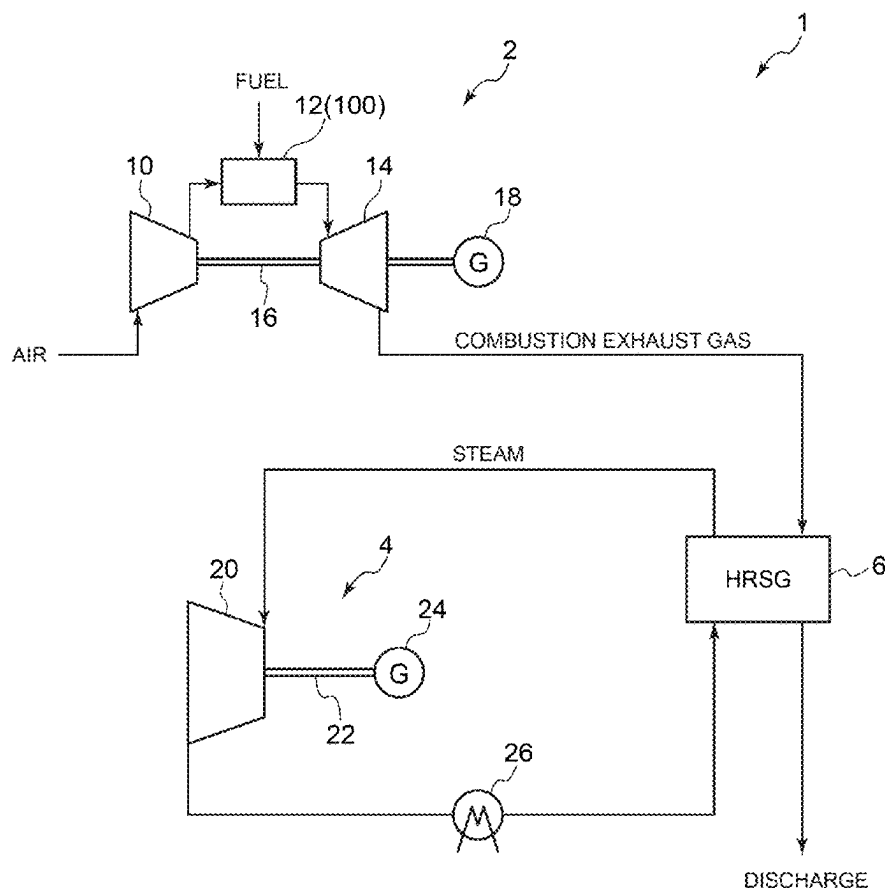 1
2
FUEL
12(100)
10
14
18
G
16
AIR
COMBUSTION EXHAUST GAS
STEAM
4
20
HRSG
6
24
G
22
26
DISCHARGE